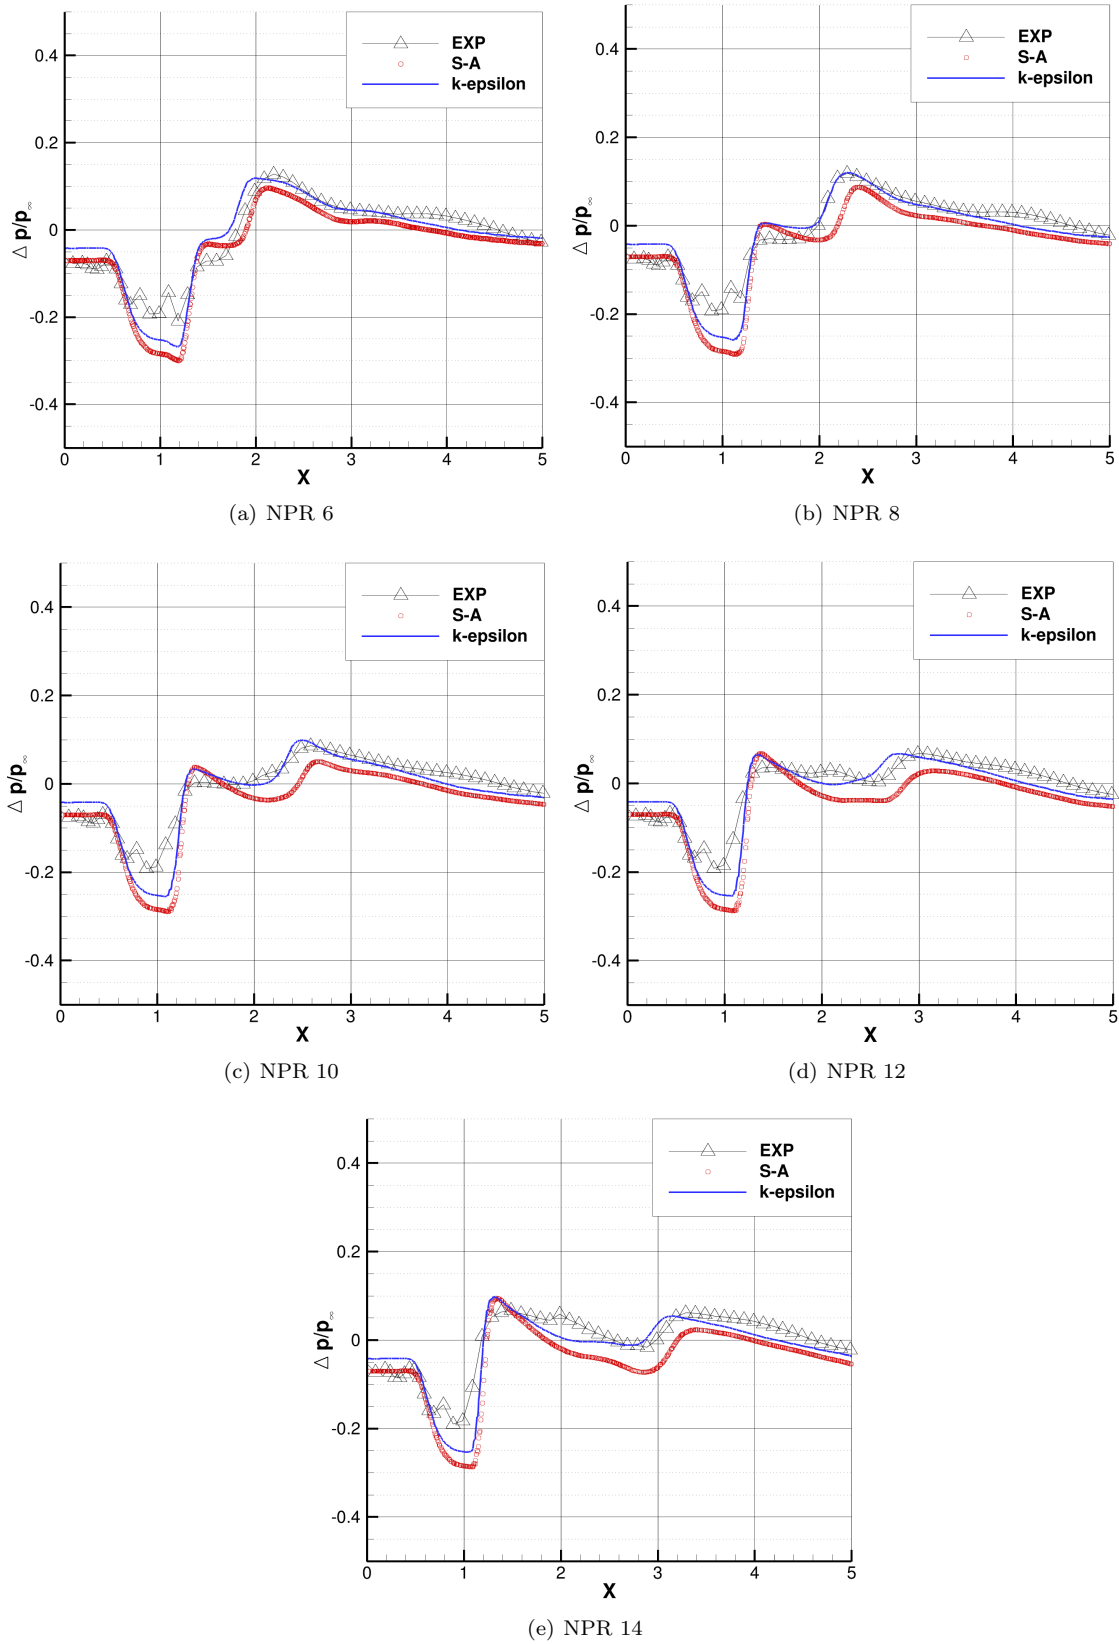 EXP
S-A
k-epsilon
0.4
0.2
0
-0.2
-0.4
Δ p/p∞
0 1 2 3 4 5
X
(a) NPR 6
EXP
S-A
k-epsilon
0.4
0.2
0
-0.2
-0.4
Δ p/p∞
0 1 2 3 4 5
X
(b) NPR 8
EXP
S-A
k-epsilon
0.4
0.2
0
-0.2
-0.4
Δ p/p∞
0 1 2 3 4 5
X
(c) NPR 10
EXP
S-A
k-epsilon
0.4
0.2
0
-0.2
-0.4
Δ p/p∞
0 1 2 3 4 5
X
(d) NPR 12
EXP
S-A
k-epsilon
0.4
0.2
0
-0.2
-0.4
Δ p/p∞
0 1 2 3 4 5
X
(e) NPR 14